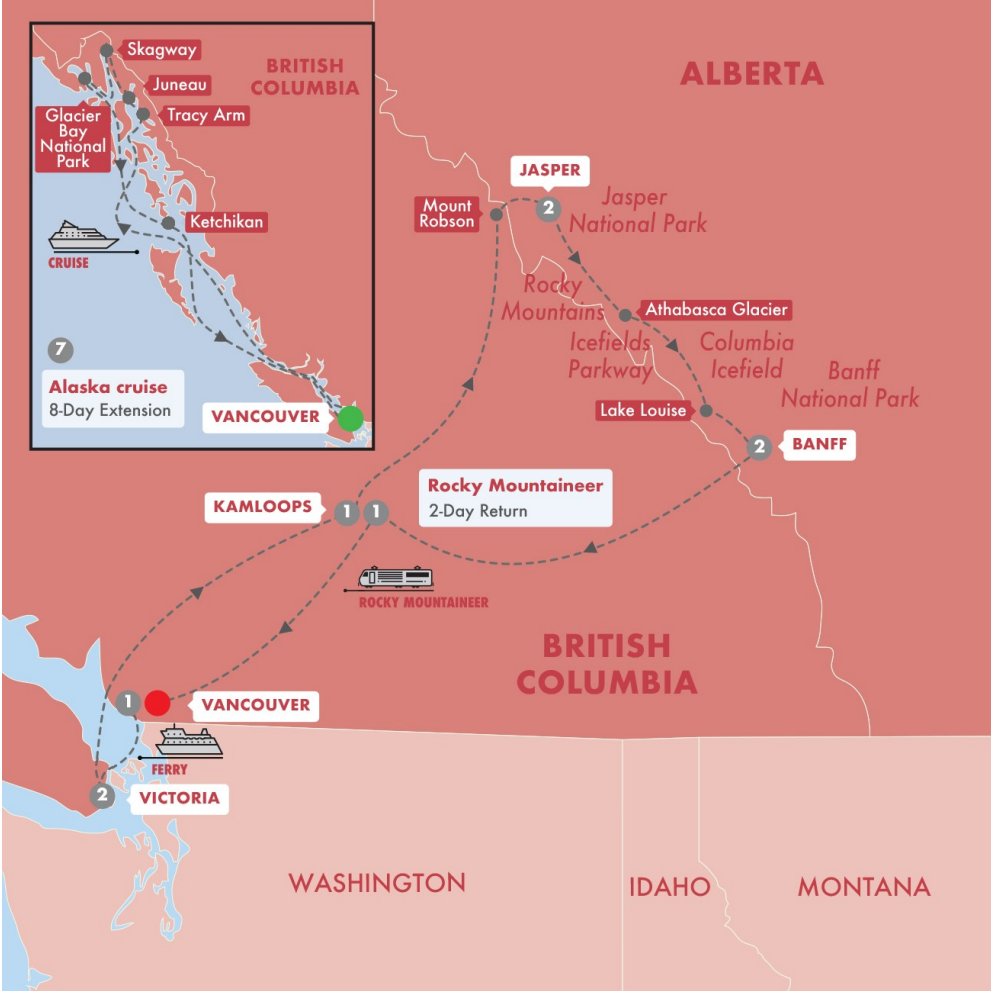 Skagway
BRITISH
COLUMBIA
Juneau
Tracy Arm
Glacier
Bay
National
Park
Ketchikan
CRUISE
7
Alaska cruise
8-Day Extension
VANCOUVER
ALBERTA
JASPER
2
Jasper
National Park
Mount
Robson
Rocky
Mountains
Athabasca Glacier
Icefields
Parkway
Columbia
Icefield
Banff
National Park
Lake Louise
2
BANFF
KAMLOOPS
1
1
Rocky Mountaineer
2-Day Return
ROCKY MOUNTAINEER
BRITISH
COLUMBIA
1
VANCOUVER
FERRY
2
VICTORIA
WASHINGTON
IDAHO
MONTANA